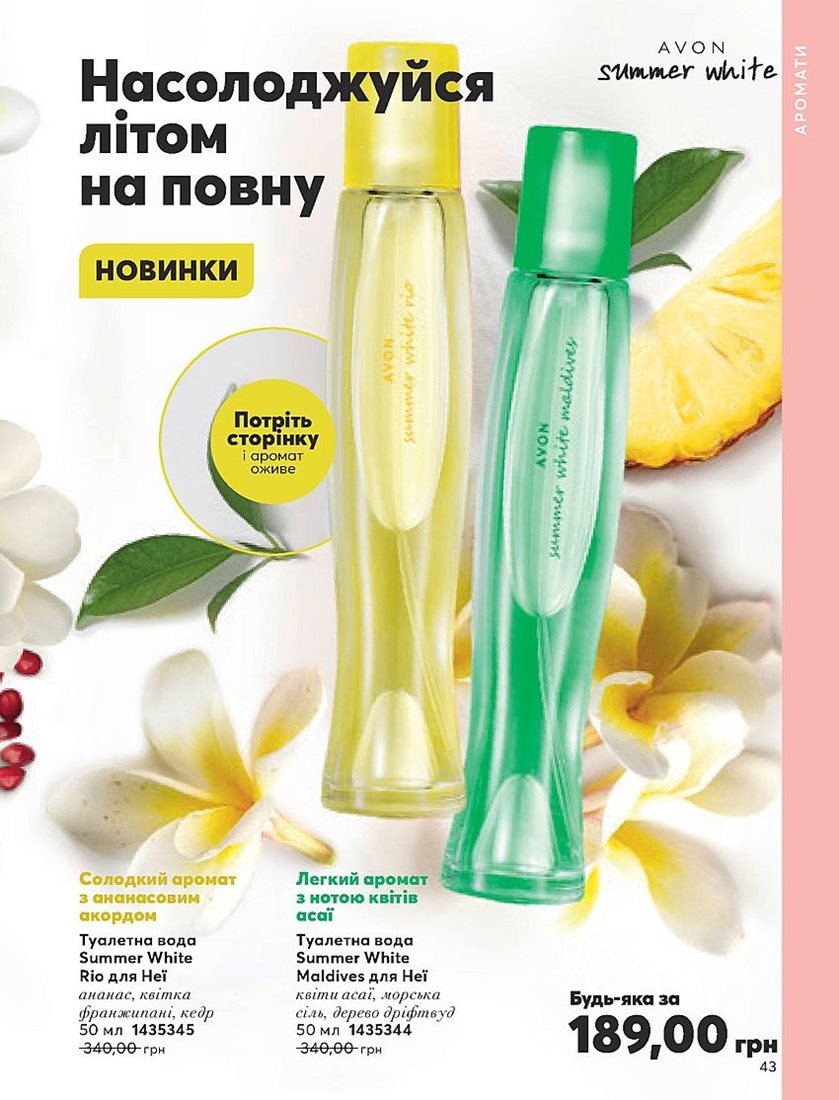 Насолоджуйся
літом
на повну
НОВИНКИ
AVON
summer white
АРОМАТИ
Потріть
сторінку
і аромат
оживе
AVON
summer white rio
AVON
summer white maldives
Солодкий аромат
з ананасовим
акордом
Туалетна вода
Summer White
Rio для Неї
ананас, квітка
франжипані, кедр
50 мл 1435345
340,00 грн
Легкий аромат
з нотою квітів
асаї
Туалетна вода
Summer White
Maldives для Неї
квіти асаї, морська
сіль, дерево дріфтвуд
50 мл 1435344
340,00 грн
Будь-яка за
189,00 грн
43